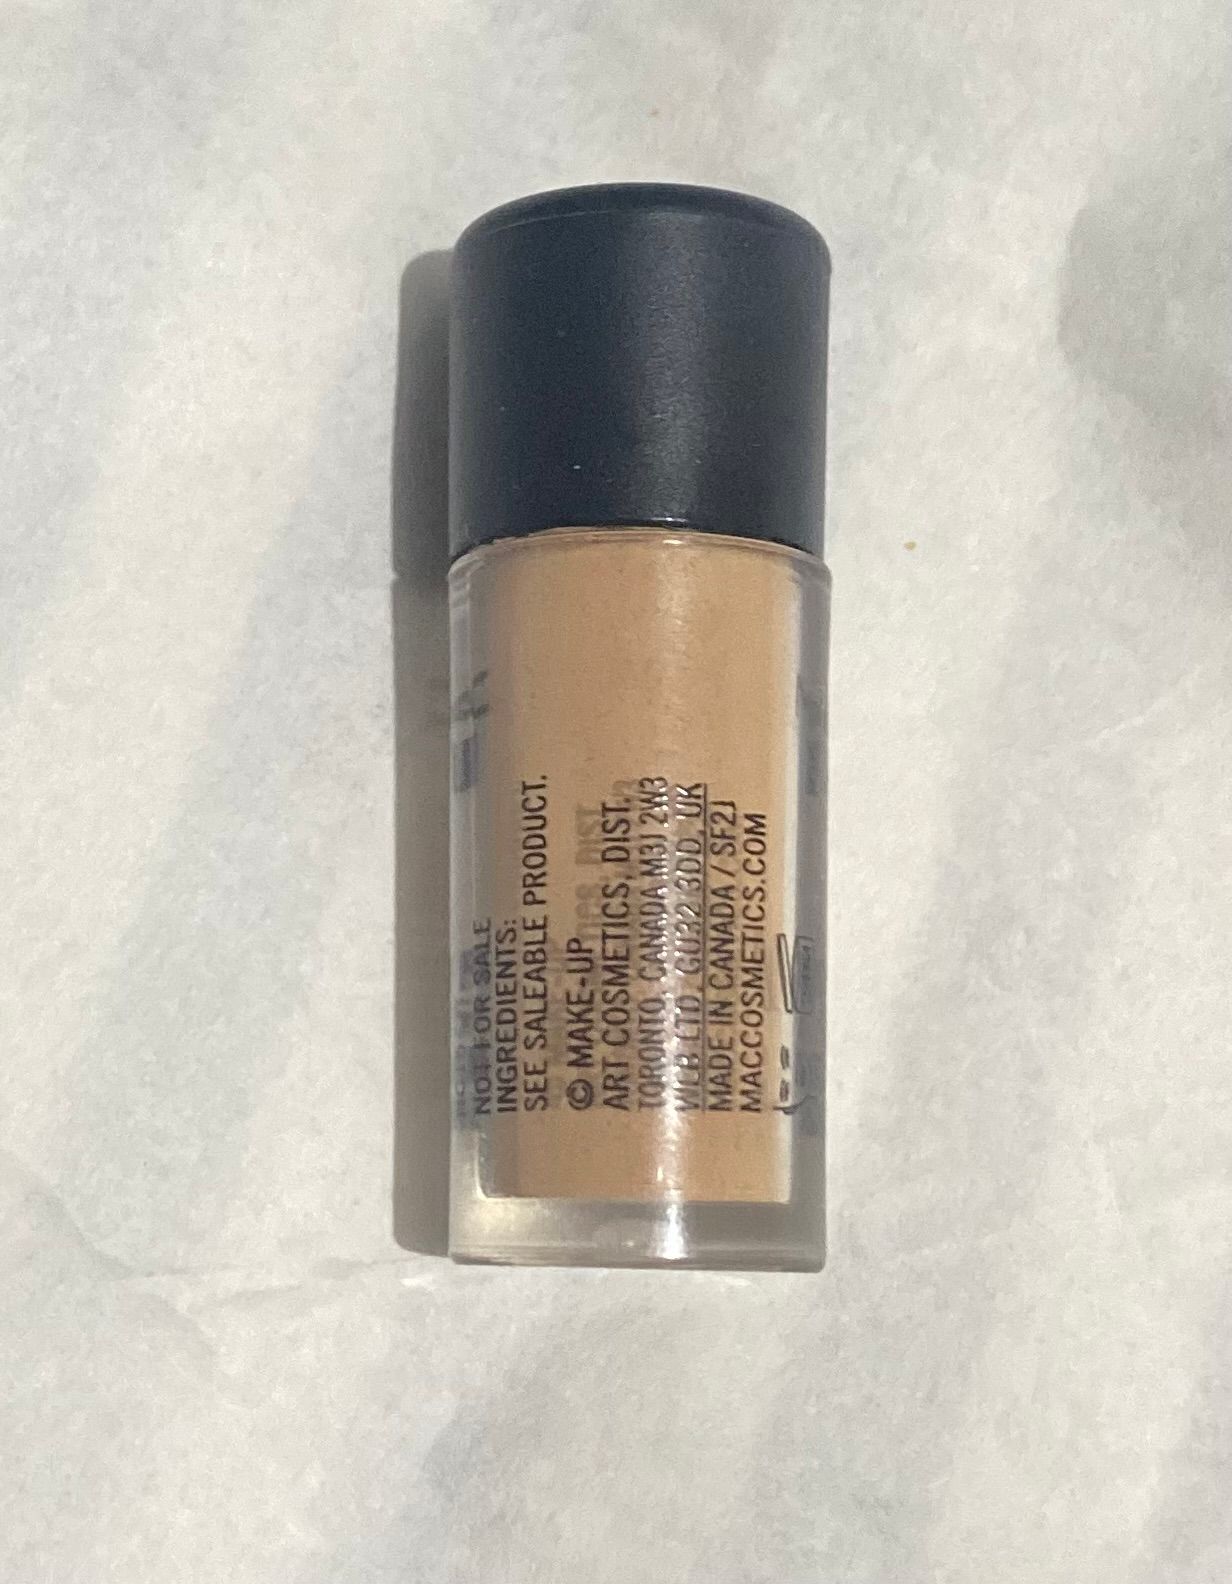 NOT FOR SALE
INGREDIENTS:
SEE SALEABLE PRODUCT.
© MAKE-UP
ART COSMETICS, DIST.
TORONTO, CANADA M3J 2W3
WLB LTD, GU32 3DD, UK
MADE IN CANADA / SF2J
MACCOSMETICS.COM